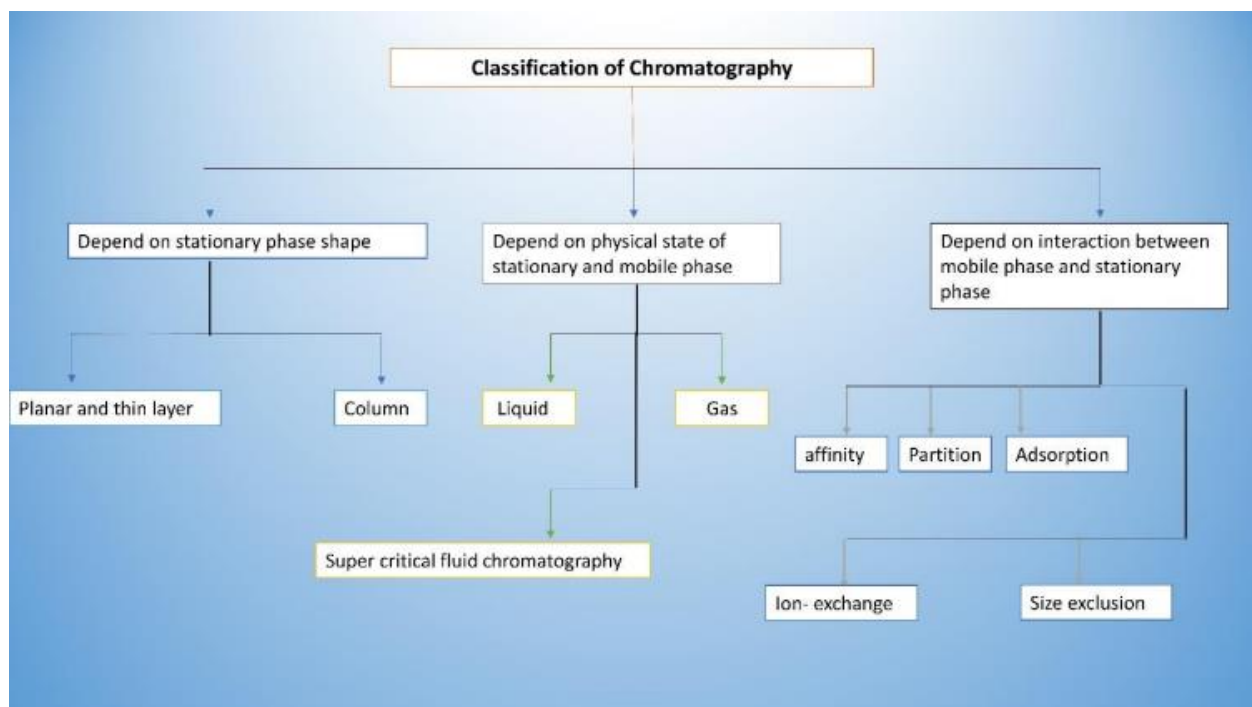 Classification of Chromatography
Depend on stationary phase shape
Depend on physical state of
stationary and mobile phase
Depend on interaction between
mobile phase and stationary
phase
Planar and thin layer
Column
Liquid
Gas
affinity
Partition
Adsorption
Super critical fluid chromatography
Ion- exchange
Size exclusion